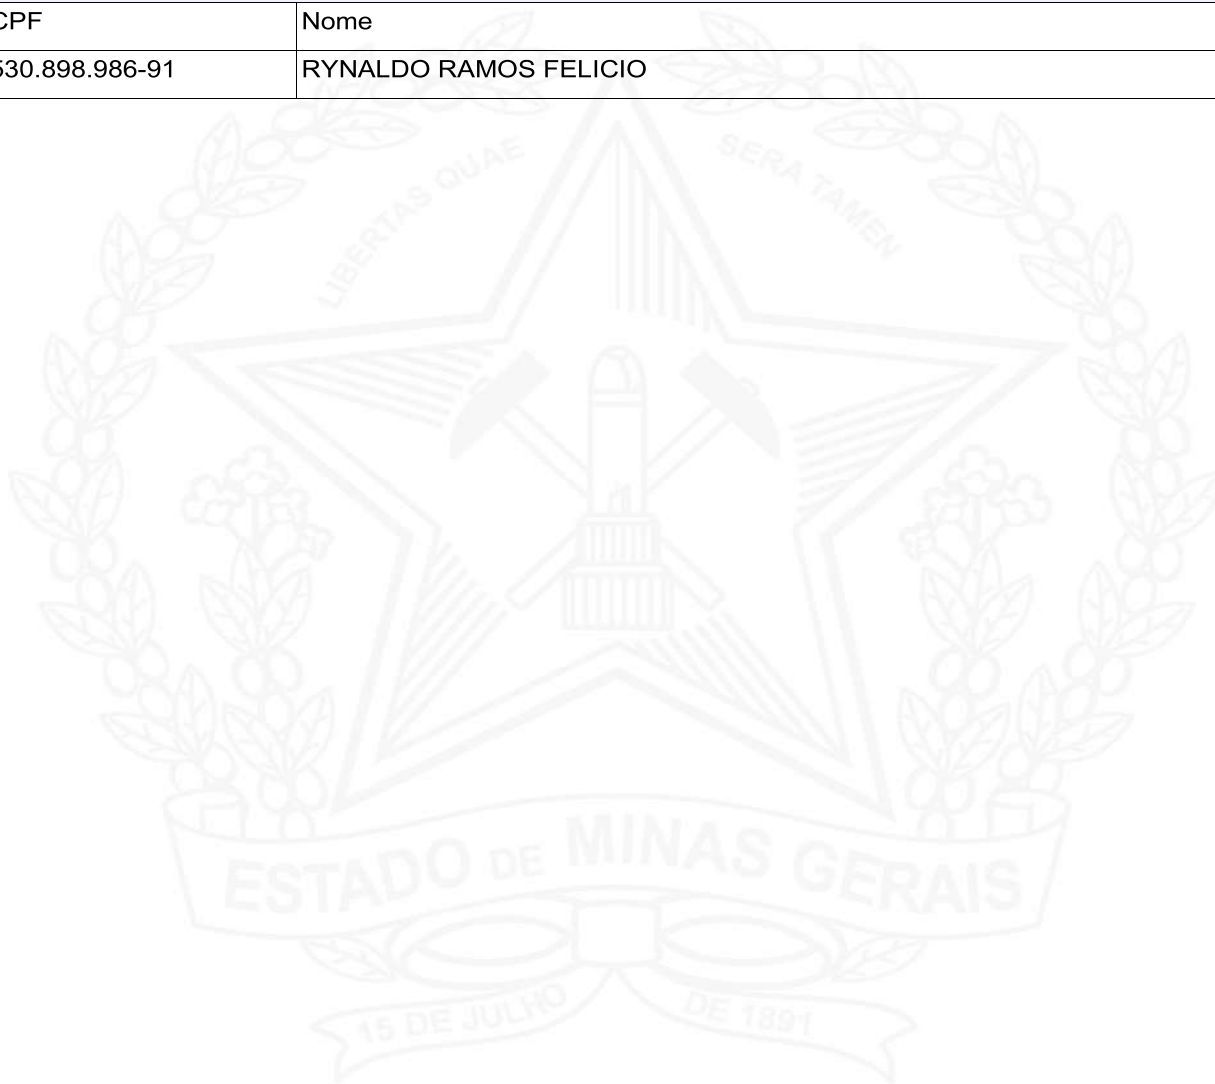 CPF Nome
530.898.986-91 RYNALDO RAMOS FELICIO
LIBERTAS QUAE SERA TAMEN
ESTADO DE MINAS GERAIS
15 DE JULHO DE 1891